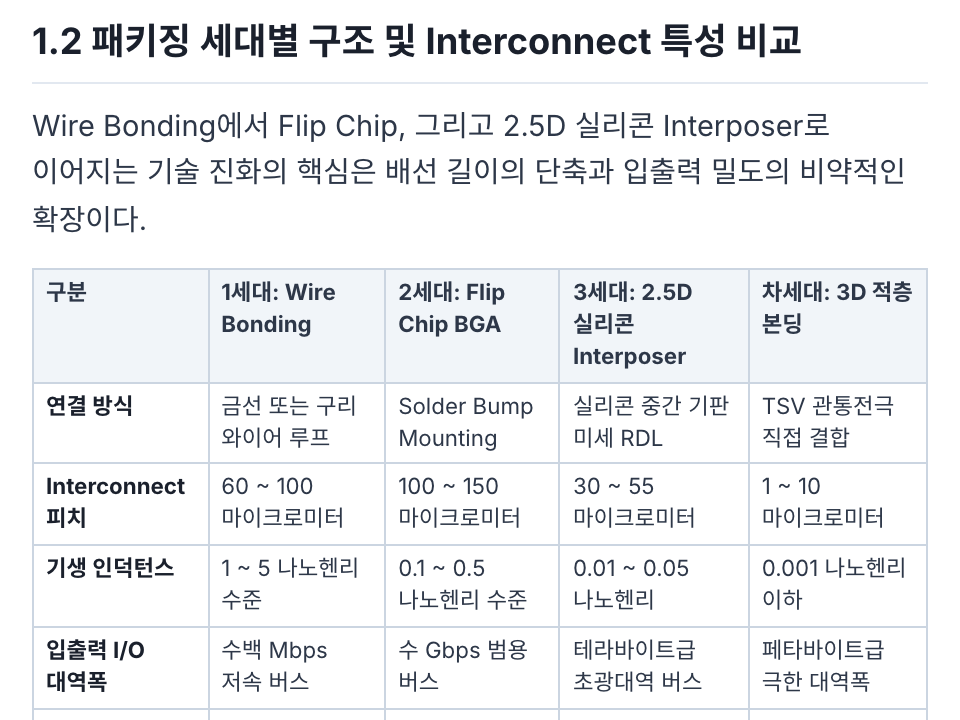 1.2 패키징 세대별 구조 및 Interconnect 특성 비교
Wire Bonding에서 Flip Chip, 그리고 2.5D 실리콘 Interposer로
이어지는 기술 진화의 핵심은 배선 길이의 단축과 입출력 밀도의 비약적인
확장이다.
구분
1세대: Wire
Bonding
2세대: Flip
Chip BGA
3세대: 2.5D
실리콘
Interposer
차세대: 3D 적층
본딩
연결 방식
금선 또는 구리
와이어 루프
Solder Bump
Mounting
실리콘 중간 기판
미세 RDL
TSV 관통전극
직접 결합
Interconnect
피치
60 ~ 100
마이크로미터
100 ~ 150
마이크로미터
30 ~ 55
마이크로미터
1 ~ 10
마이크로미터
기생 인덕턴스
1 ~ 5 나노헨리
수준
0.1 ~ 0.5
나노헨리 수준
0.01 ~ 0.05
나노헨리
0.001 나노헨리
이하
입출력 I/O
대역폭
수백 Mbps
저속 버스
수 Gbps 범용
버스
테라바이트급
초광대역 버스
페타바이트급
극한 대역폭